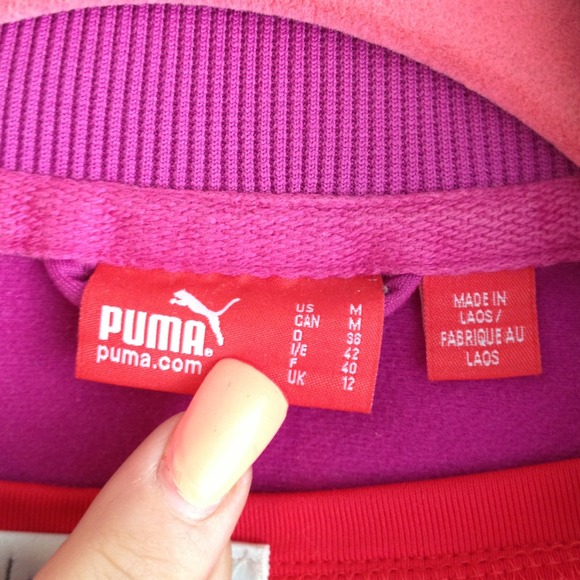 PUMA®
puma.com
US M
CAN M
D 38
I/E 42
F 40
UK 12
MADE IN
LAOS /
FABRIQUE AU
LAOS